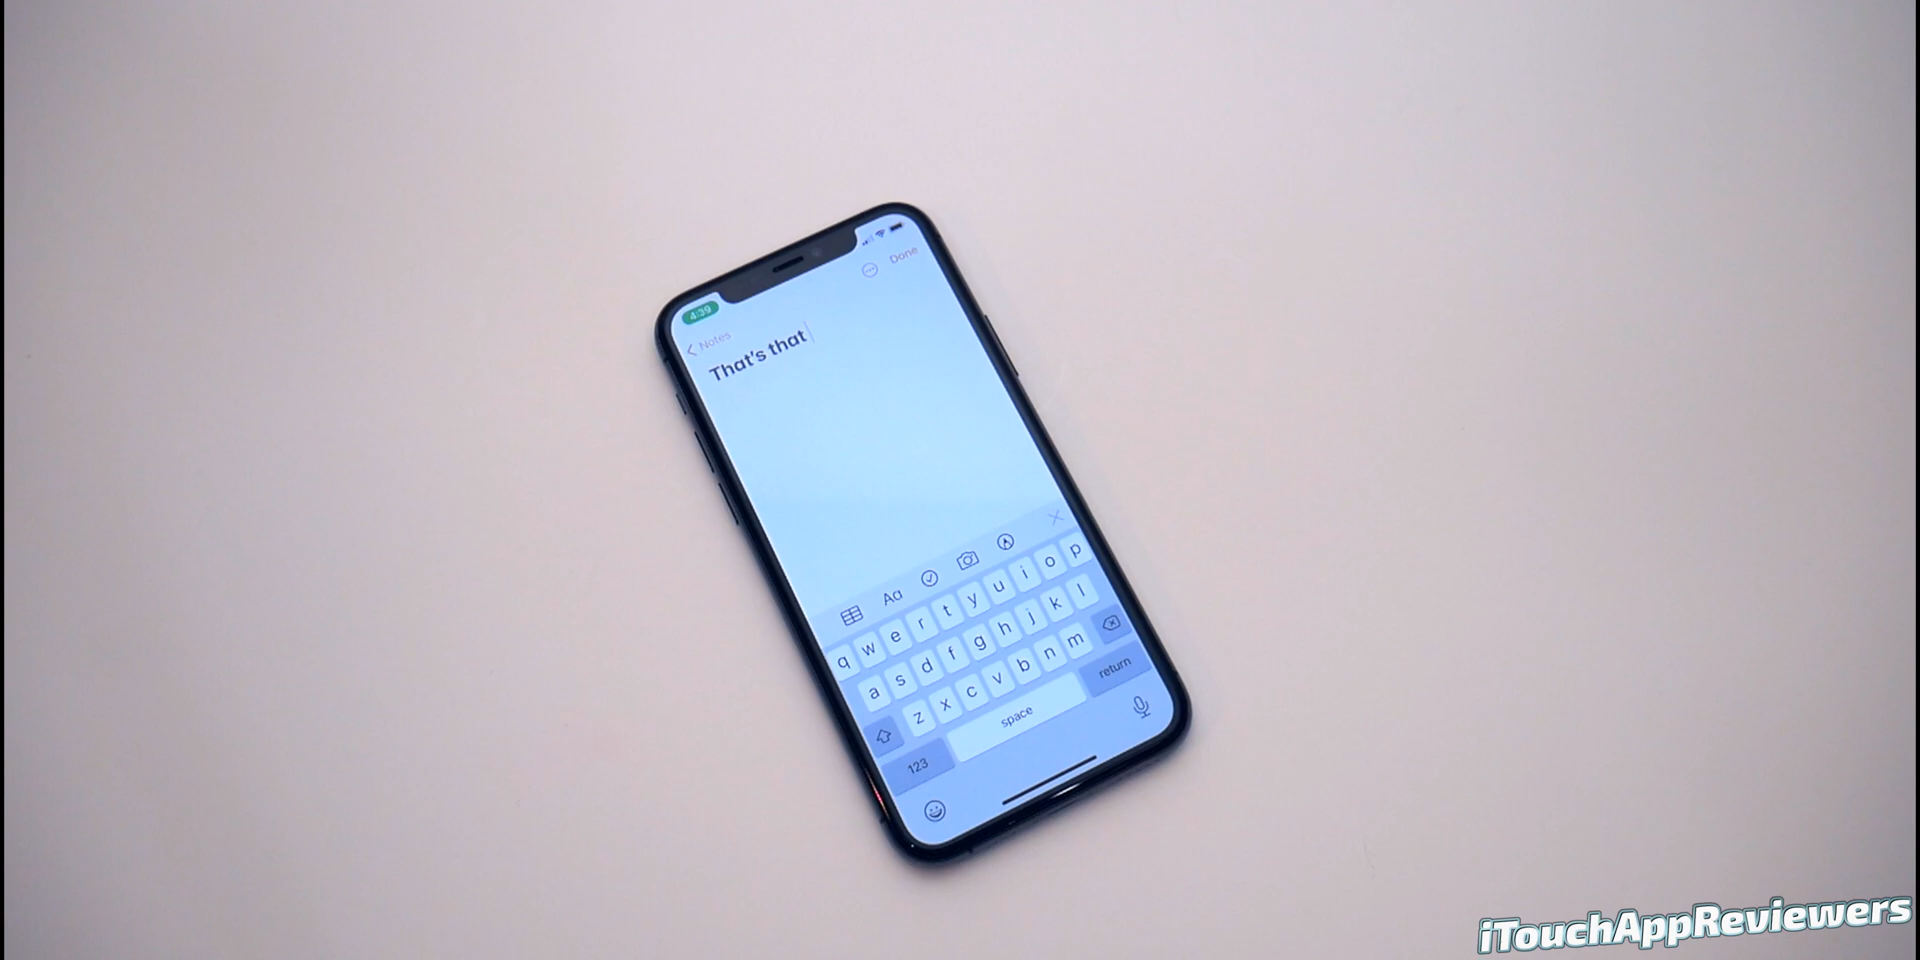 4:39
Done
Notes
That's that
Aa
q w e r t y u i o p
a s d f g h j k l
z x c v b n m
123 space return
iTouchAppReviewers